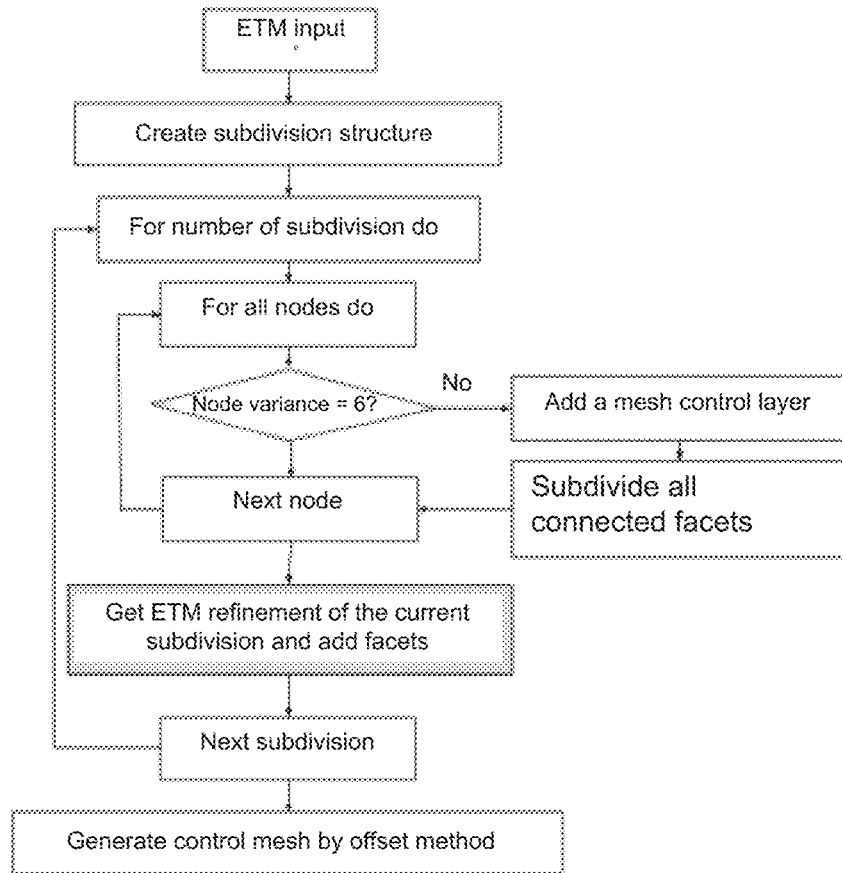 ETM input
Create subdivision structure
For number of subdivision do
For all nodes do
Node variance = 6?
No
Add a mesh control layer
Subdivide all
connected facets
Next node
Get ETM refinement of the current
subdivision and add facets
Next subdivision
Generate control mesh by offset method